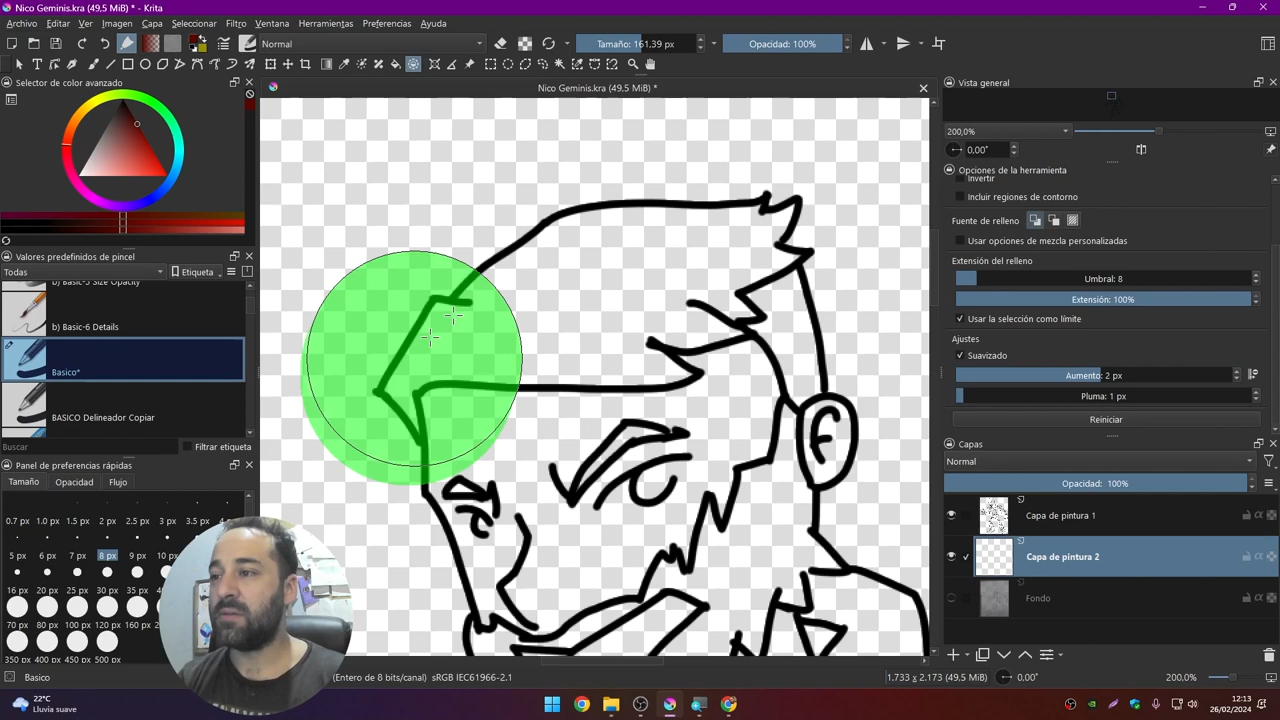 Nico Geminis.kra (49,5 MiB) * - Krita
Archivo Editar Ver Imagen Capa Seleccionar Filtro Ventana Herramientas Preferencias Ayuda
Normal Tamaño: 161,39 px Opacidad: 100%
Selector de color avanzado
Nico Geminis.kra (49,5 MiB) *
Vista general
200,0%
0,00°
Opciones de la herramienta
Invertir
Incluir regiones de contorno
Fuente de relleno
Usar opciones de mezcla personalizadas
Extensión del relleno
Umbral: 8
Extensión: 100%
Usar la selección como límite
Ajustes
Suavizado
Aumento: 2 px
Pluma: 1 px
Reiniciar
Capas
Normal
Opacidad: 100%
Capa de pintura 1
Capa de pintura 2
Fondo
Valores predefinidos de pincel
Todas Etiqueta
b) Basic-5 Size Opacity
b) Basic-6 Details
Basico*
BASICO Delineador Copiar
Buscar Filtrar etiqueta
Panel de preferencias rápidas
Tamaño Opacidad Flujo
0.7 px 1.0 px 2 px 2.5 px 3 px 3.5 px 4 px
5 px 6 px 7 px 8 px 9 px 10 px
16 px 20 px 25 px 30 px 35 px 40 px
70 px 80 px 100 px 120 px 160 px
350 px 400 px 450 px 500 px
Basico (Entero de 8 bits/canal) sRGB IEC61966-2.1 1.733 x 2.173 (49,5 MiB) 0,00° 200,0%
22°C
Lluvia suave
12:13
26/02/2024